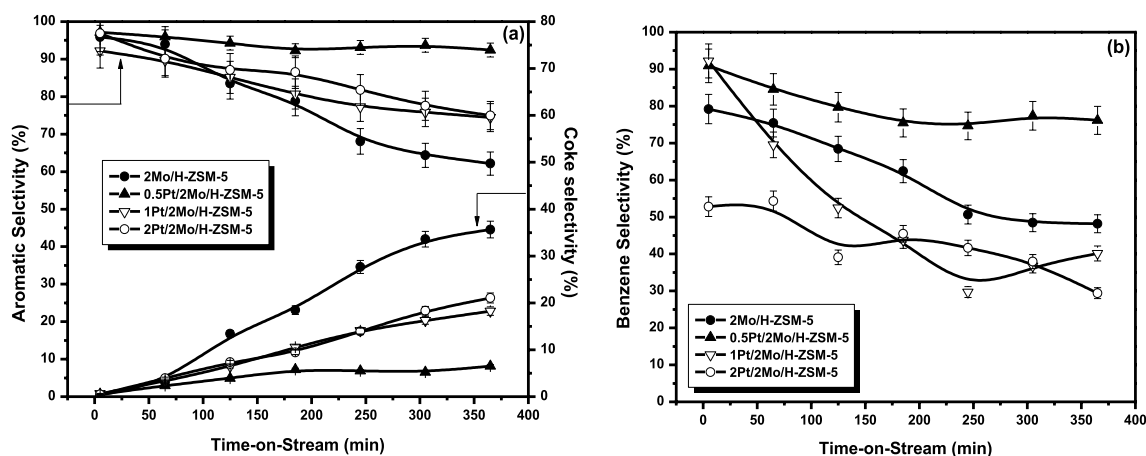 (a)
100
90
80
70
60
50
40
30
20
10
0
80
70
60
50
40
30
20
10
0
Aromatic Selctivity (%)
Coke selectivity (%)
2Mo/H-ZSM-5
0.5Pt/2Mo/H-ZSM-5
1Pt/2Mo/H-ZSM-5
2Pt/2Mo/H-ZSM-5
0 50 100 150 200 250 300 350 400
Time-on-Stream (min)
(b)
100
90
80
70
60
50
40
30
20
10
0
Benzene Selectivity (%)
2Mo/H-ZSM-5
0.5Pt/2Mo/H-ZSM-5
1Pt/2Mo/H-ZSM-5
2Pt/2Mo/H-ZSM-5
0 50 100 150 200 250 300 350 400
Time-on-Stream (min)